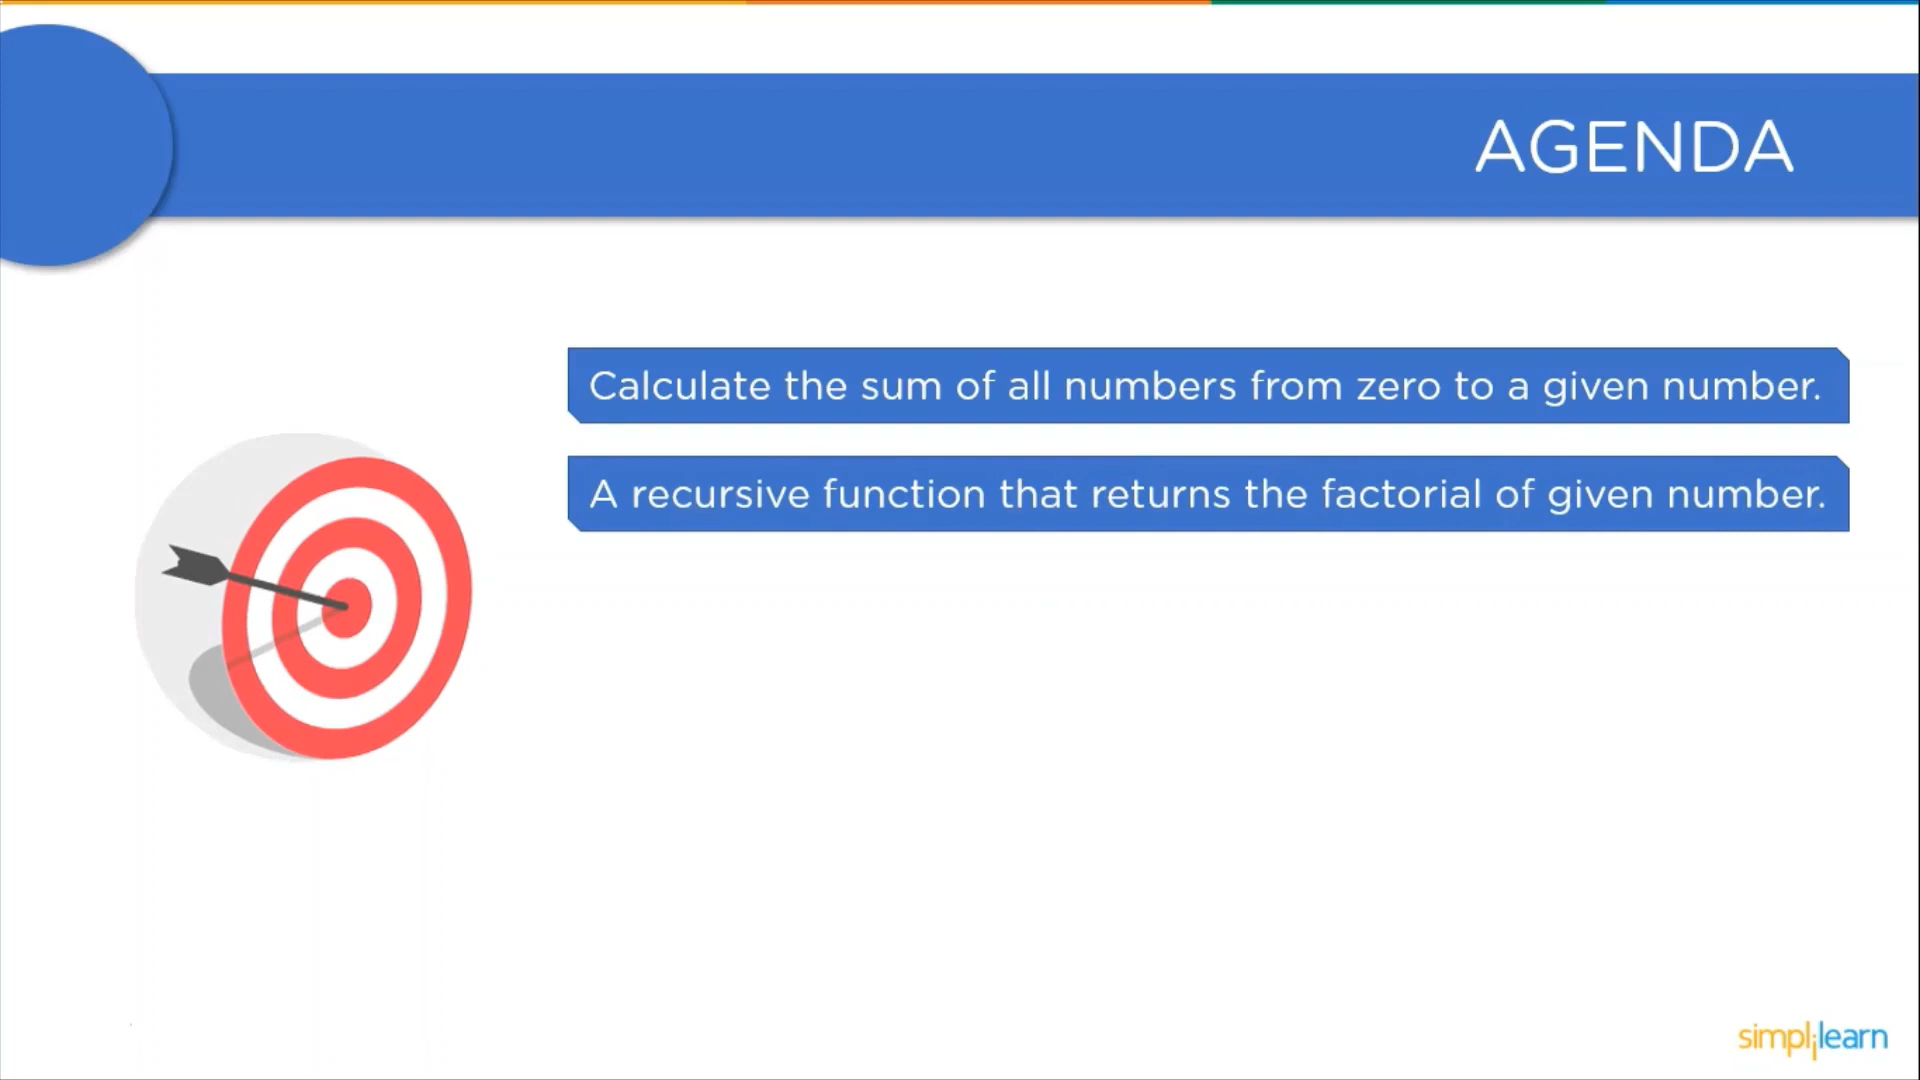 AGENDA
Calculate the sum of all numbers from zero to a given number.
A recursive function that returns the factorial of given number.
simplilearn